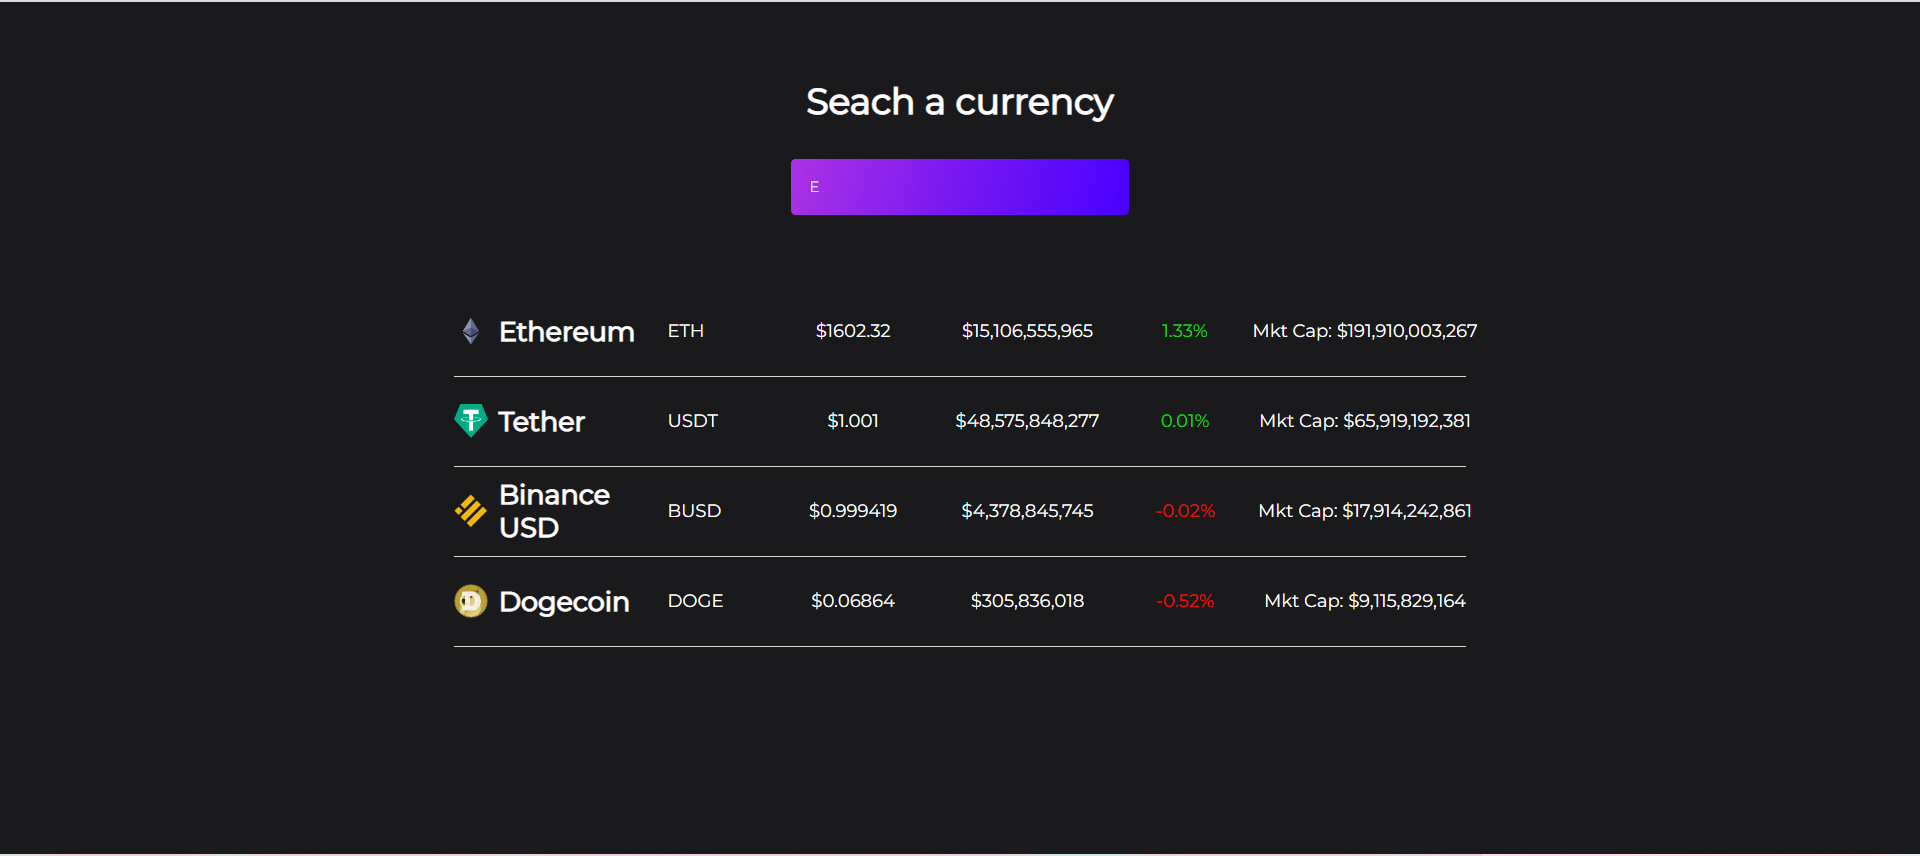 Seach a currency
E
Ethereum ETH $1602.32 $15,106,555,965 1.33% Mkt Cap: $191,910,003,267
Tether USDT $1.001 $48,575,848,277 0.01% Mkt Cap: $65,919,192,381
Binance
USD BUSD $0.999419 $4,378,845,745 -0.02% Mkt Cap: $17,914,242,861
Dogecoin DOGE $0.06864 $305,836,018 -0.52% Mkt Cap: $9,115,829,164